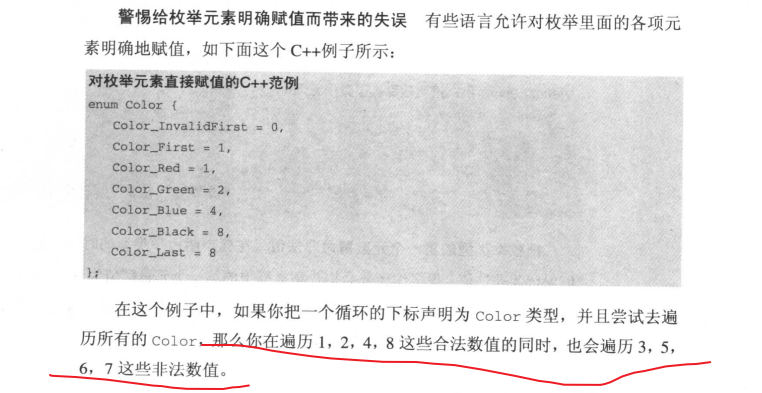 警惕给枚举元素明确赋值而带来的失误 有些语言允许对枚举里面的各项元
素明确地赋值，如下面这个 C++例子所示：
对枚举元素直接赋值的C++范例
enum Color {
Color_InvalidFirst = 0,
Color_First = 1,
Color_Red = 1,
Color_Green = 2,
Color_Blue = 4,
Color_Black = 8,
Color_Last = 8
};
在这个例子中，如果你把一个循环的下标声明为 Color 类型，并且尝试去遍
历所有的 Color，那么你在遍历 1，2，4，8 这些合法数值的同时，也会遍历 3，5，
6，7 这些非法数值。